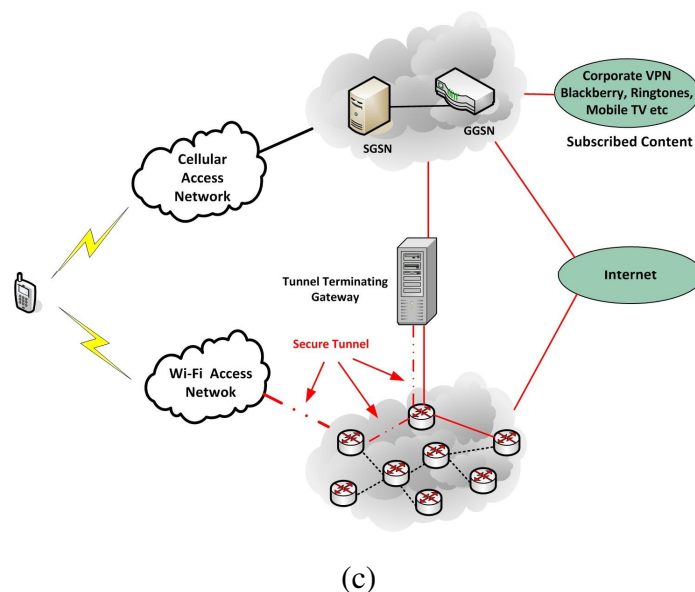 Corporate VPN
Blackberry, Ringtones,
Mobile TV etc
Subscribed Content
GGSN
SGSN
Cellular
Access
Network
Tunnel Terminating
Gateway
Internet
Secure Tunnel
Wi-Fi Access
Netwok
(c)